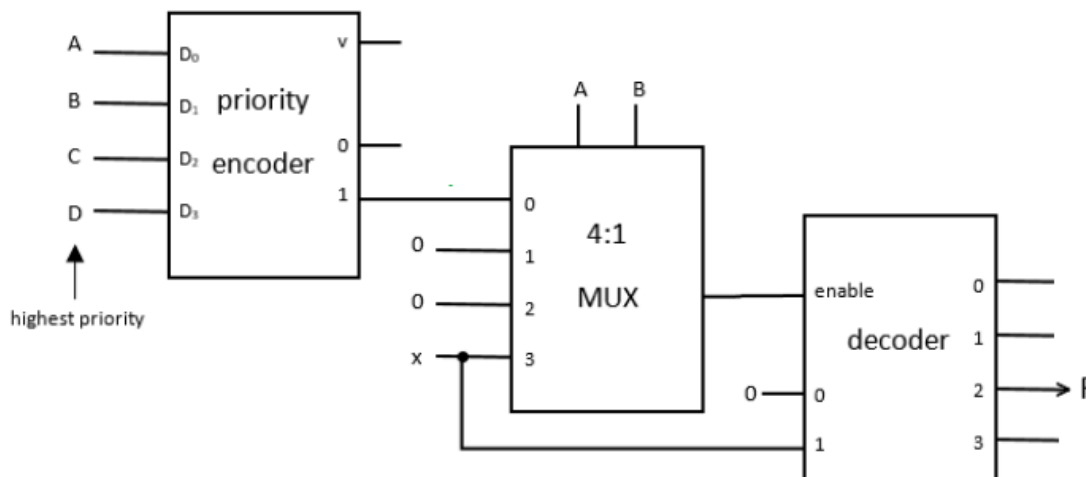 A
B
C
D
highest priority
D₀
D₁
D₂
D₃
priority
encoder
v
0
1
A B
0
0
x
0
1
2
3
4:1
MUX
enable
decoder
0
0
1
0
1
2
3
F